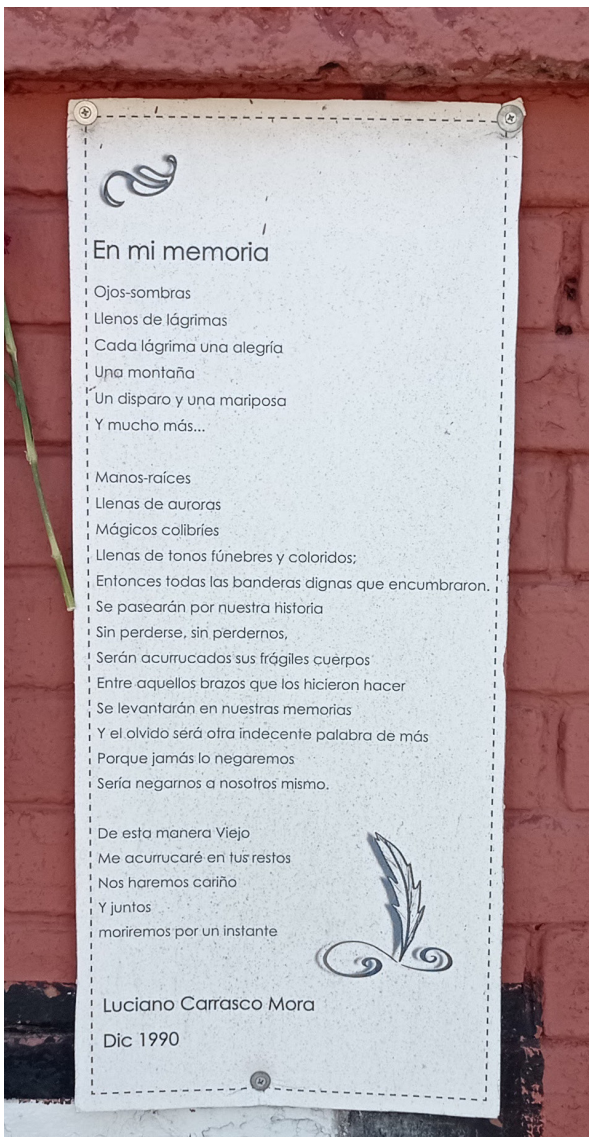 En mi memoria
Ojos-sombras
Llenos de lágrimas
Cada lágrima una alegría
Una montaña
Un disparo y una mariposa
Y mucho más...
Manos-raíces
Llenas de auroras
Mágicos colibríes
Llenas de tonos fúnebres y coloridos;
Entonces todas las banderas dignas que encumbraron.
Se pasearán por nuestra historia
Sin perderse, sin perdernos,
Serán acurrucados sus frágiles cuerpos
Entre aquellos brazos que los hicieron hacer
Se levantarán en nuestras memorias
Y el olvido será otra indecente palabra de más
Porque jamás lo negaremos
Sería negarnos a nosotros mismo.
De esta manera Viejo
Me acurrucaré en tus restos
Nos haremos cariño
Y juntos
moriremos por un instante
Luciano Carrasco Mora
Dic 1990